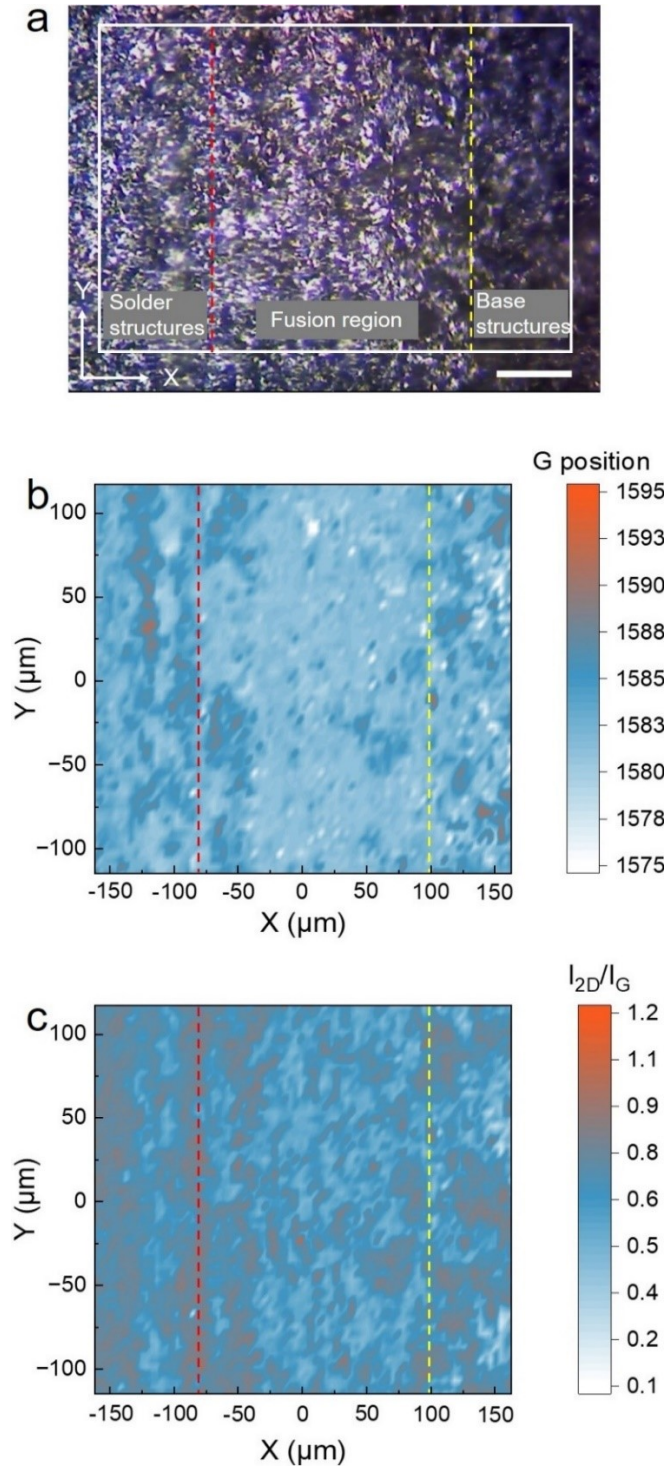 a
Y
Solder
structures
Fusion region
Base
structures
X
b
G position
100
50
0
−50
−100
Y (µm)
-150 -100 -50 0 50 100 150
X (µm)
1595
1593
1590
1588
1585
1583
1580
1578
1575
c
I2D/IG
100
50
0
−50
−100
Y (µm)
-150 -100 -50 0 50 100 150
X (µm)
1.2
1.1
0.9
0.8
0.6
0.5
0.4
0.2
0.1